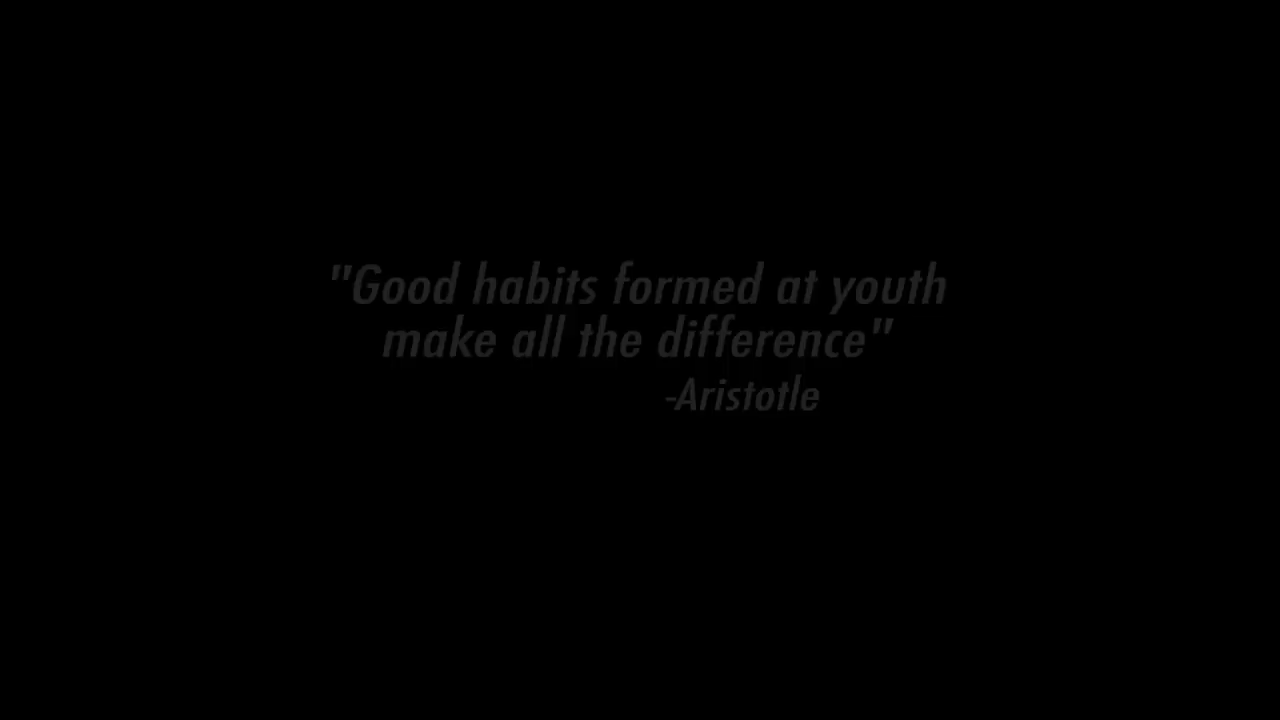 "Good habits formed at youth
make all the difference"
-Aristotle